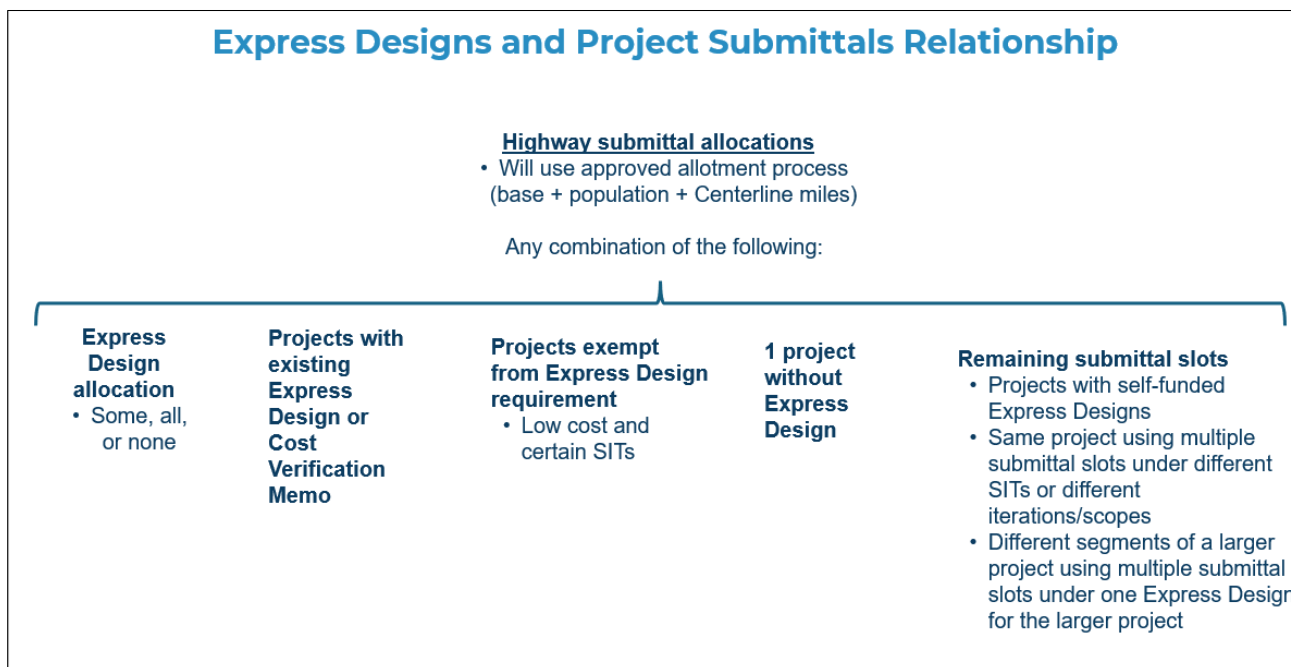 Express Designs and Project Submittals Relationship
Highway submittal allocations
• Will use approved allotment process
(base + population + Centerline miles)
Any combination of the following:
Express
Design
allocation
• Some, all,
or none
Projects with
existing
Express
Design or
Cost
Verification
Memo
Projects exempt
from Express Design
requirement
• Low cost and
certain SITs
1 project
without
Express
Design
Remaining submittal slots
• Projects with self-funded
Express Designs
• Same project using multiple
submittal slots under different
SITs or different
iterations/scopes
• Different segments of a larger
project using multiple submittal
slots under one Express Design
for the larger project